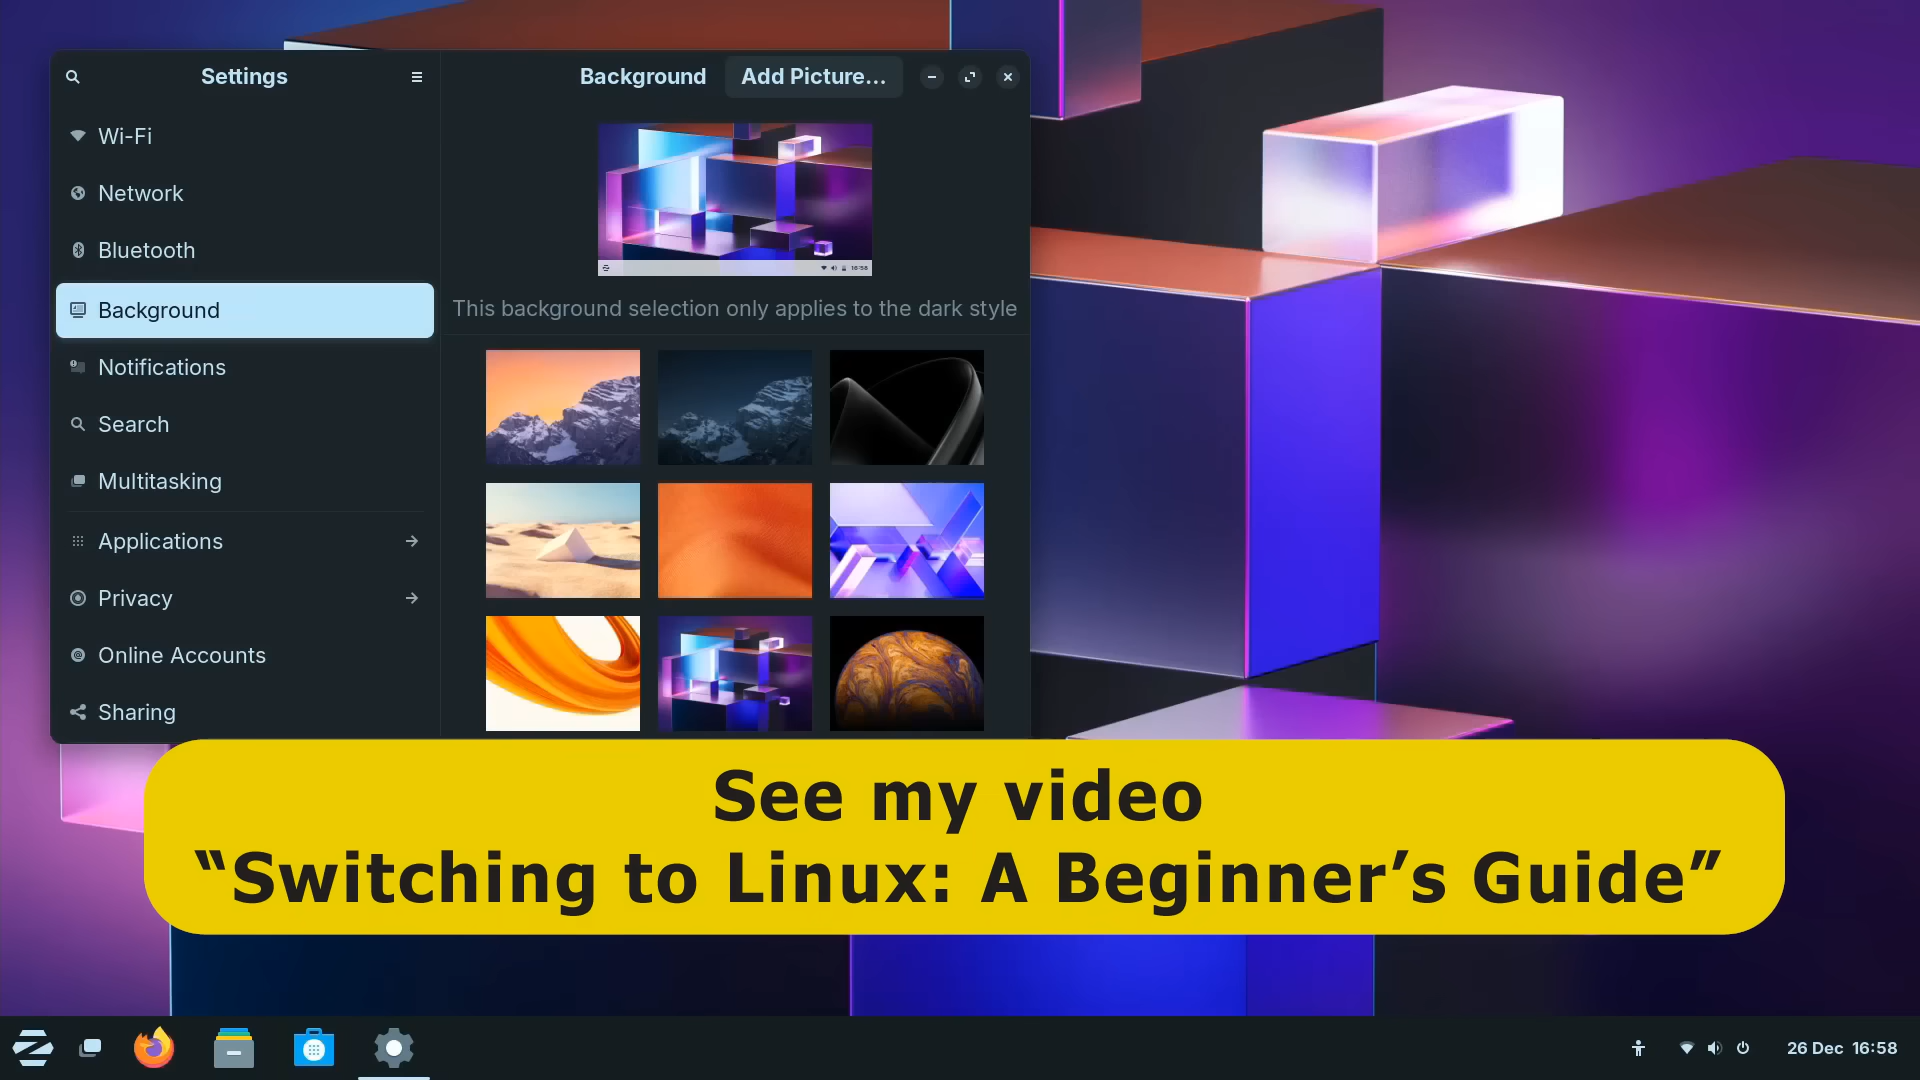 Settings
Background
Add Picture...
Wi-Fi
Network
Bluetooth
Background
Notifications
Search
Multitasking
Applications
Privacy
Online Accounts
Sharing
16:58
This background selection only applies to the dark style
See my video
“Switching to Linux: A Beginner’s Guide”
26 Dec 16:58